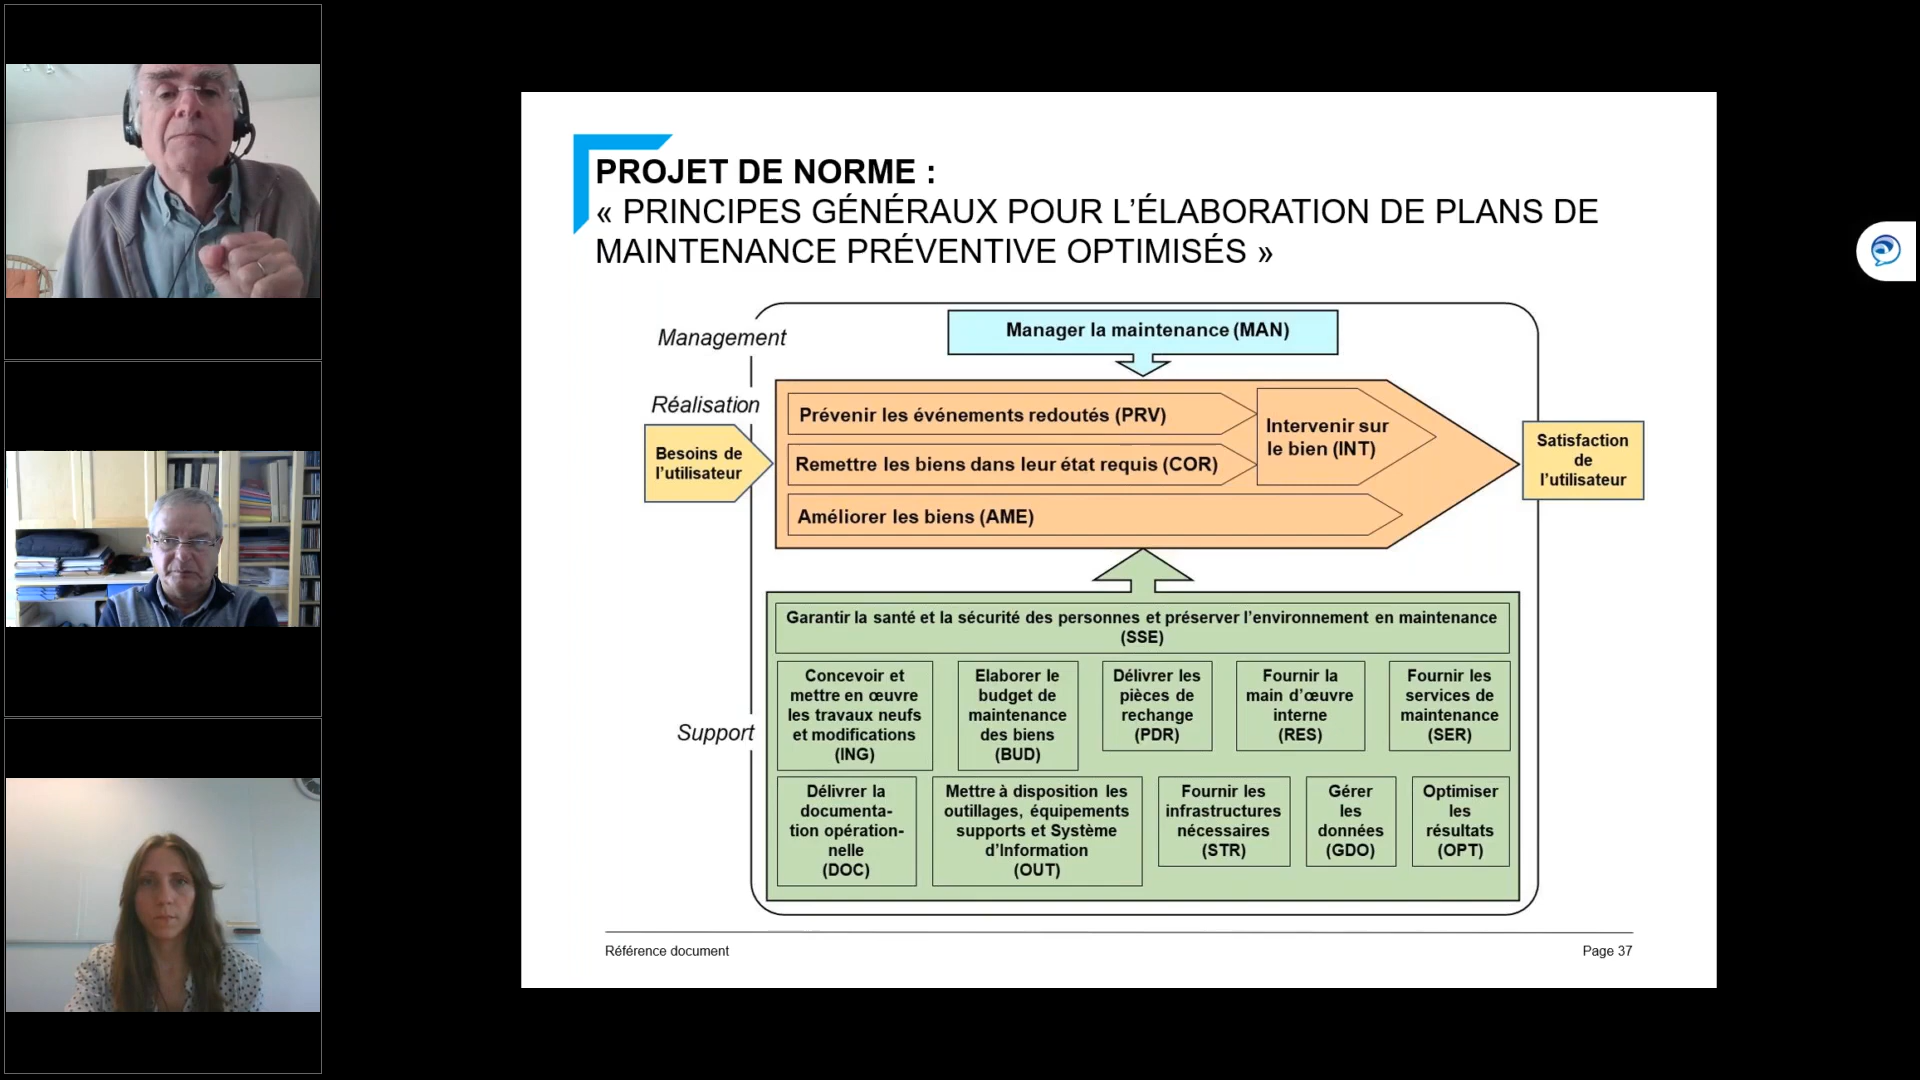 PROJET DE NORME :
« PRINCIPES GÉNÉRAUX POUR L’ÉLABORATION DE PLANS DE
MAINTENANCE PRÉVENTIVE OPTIMISÉS »
Management
Manager la maintenance (MAN)
Réalisation
Besoins de
l’utilisateur
Prévenir les événements redoutés (PRV)
Remettre les biens dans leur état requis (COR)
Améliorer les biens (AME)
Intervenir sur
le bien (INT)
Satisfaction
de
l’utilisateur
Support
Garantir la santé et la sécurité des personnes et préserver l’environnement en maintenance
(SSE)
Concevoir et
mettre en œuvre
les travaux neufs
et modifications
(ING)
Elaborer le
budget de
maintenance
des biens
(BUD)
Délivrer les
pièces de
rechange
(PDR)
Fournir la
main d’œuvre
interne
(RES)
Fournir les
services de
maintenance
(SER)
Délivrer la
documenta-
tion opération-
nelle
(DOC)
Mettre à disposition les
outillages, équipements
supports et Système
d’Information
(OUT)
Fournir les
infrastructures
nécessaires
(STR)
Gérer
les
données
(GDO)
Optimiser
les
résultats
(OPT)
Référence document
Page 37